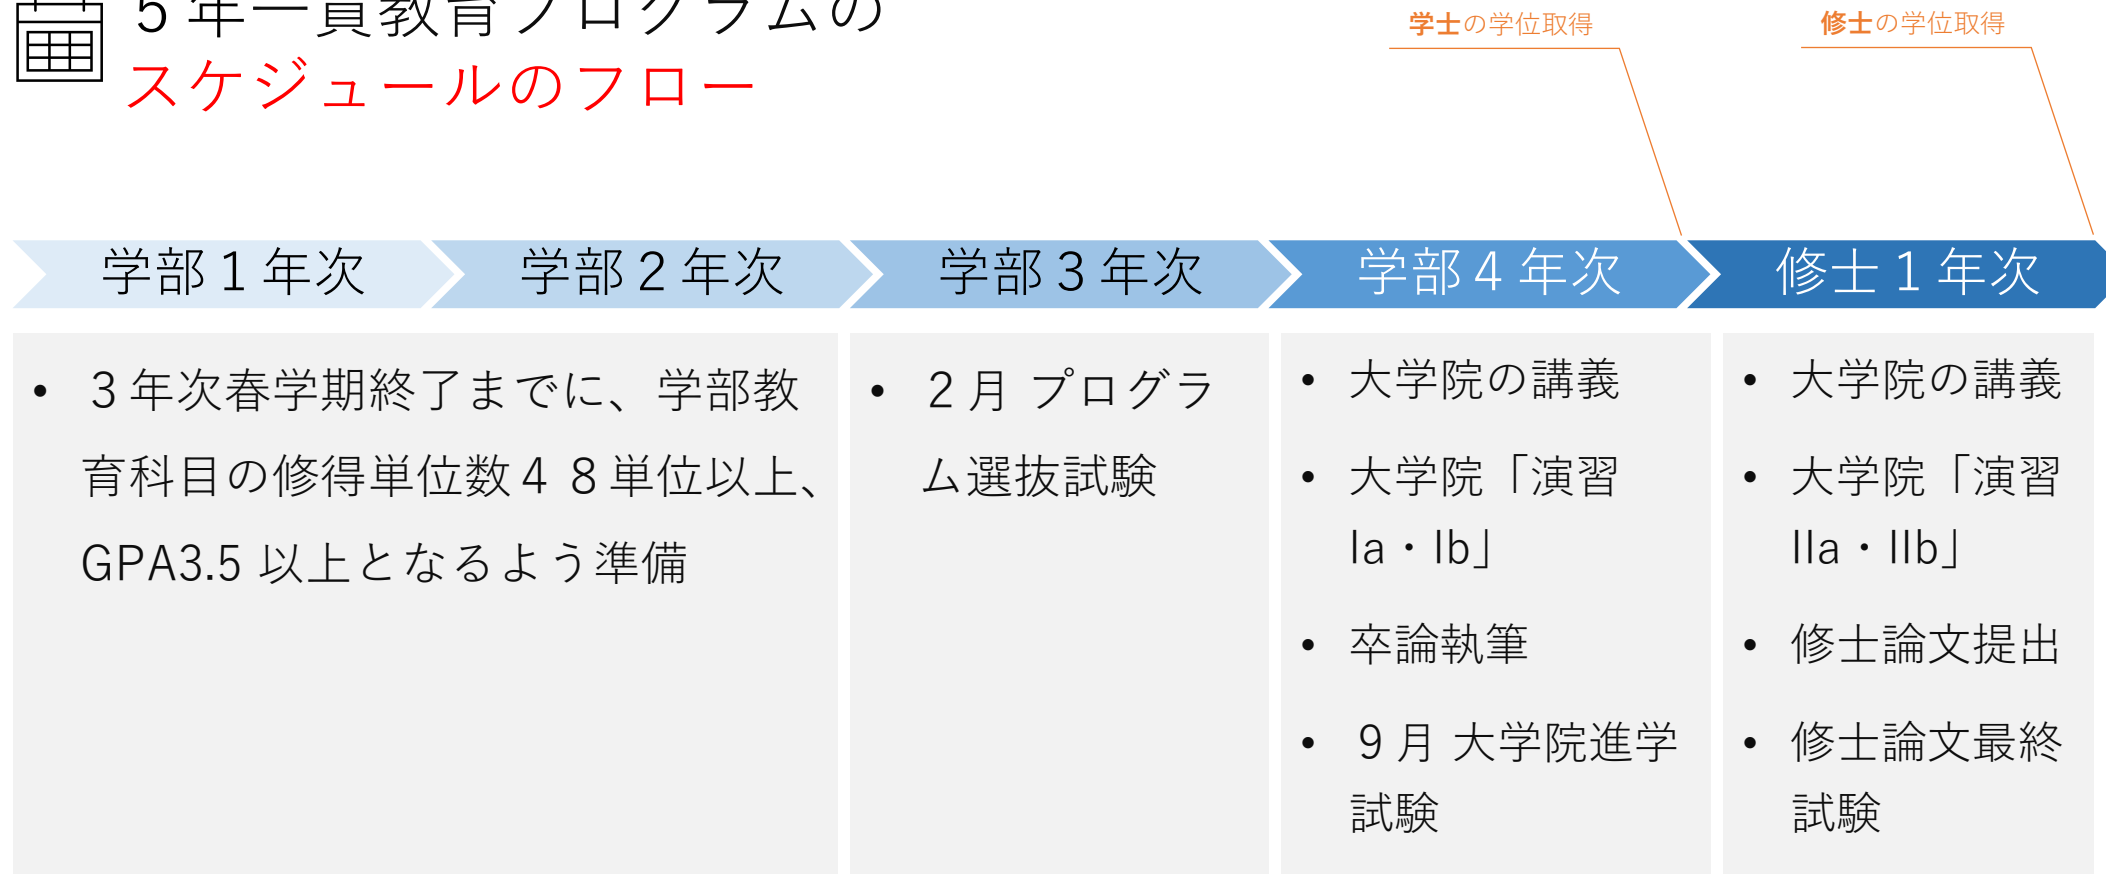 ５年一貫教育プログラムの
スケジュールのフロー
学士の学位取得
修士の学位取得
学部１年次
学部２年次
学部３年次
学部４年次
修士１年次
• ３年次春学期終了までに、学部教
育科目の修得単位数４８単位以上、
GPA3.5 以上となるよう準備
• ２月 プログラ
ム選抜試験
• 大学院の講義
• 大学院「演習
Ia・Ib」
• 卒論執筆
• ９月 大学院進学
試験
• 大学院の講義
• 大学院「演習
IIa・IIb」
• 修士論文提出
• 修士論文最終
試験